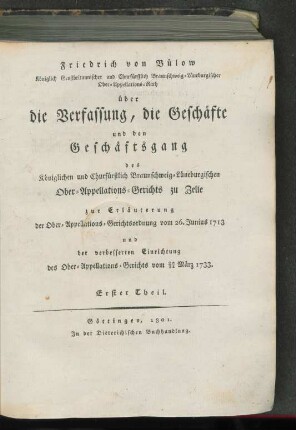 Friedrich von Bülow
Königlich Großbritannischer und Churfürstlich Braunschweig-Lüneburgischer
Ober-Appellations-Rath
über
die Verfassung, die Geschäfte
und den
Geschäftsgang
des
Königlichen und Churfürstlich Braunschweig-Lüneburgischen
Ober-Appellations-Gerichts zu Zelle
zur Erläuterung
der Ober-Appellations-Gerichtsordnung vom 26. Junius 1713
und
der verbesserten Einrichtung
des Ober-Appellations-Gerichts vom März 1733.
Erster Theil.
Göttingen, 1801.
In der Dieterichischen Buchhandlung.